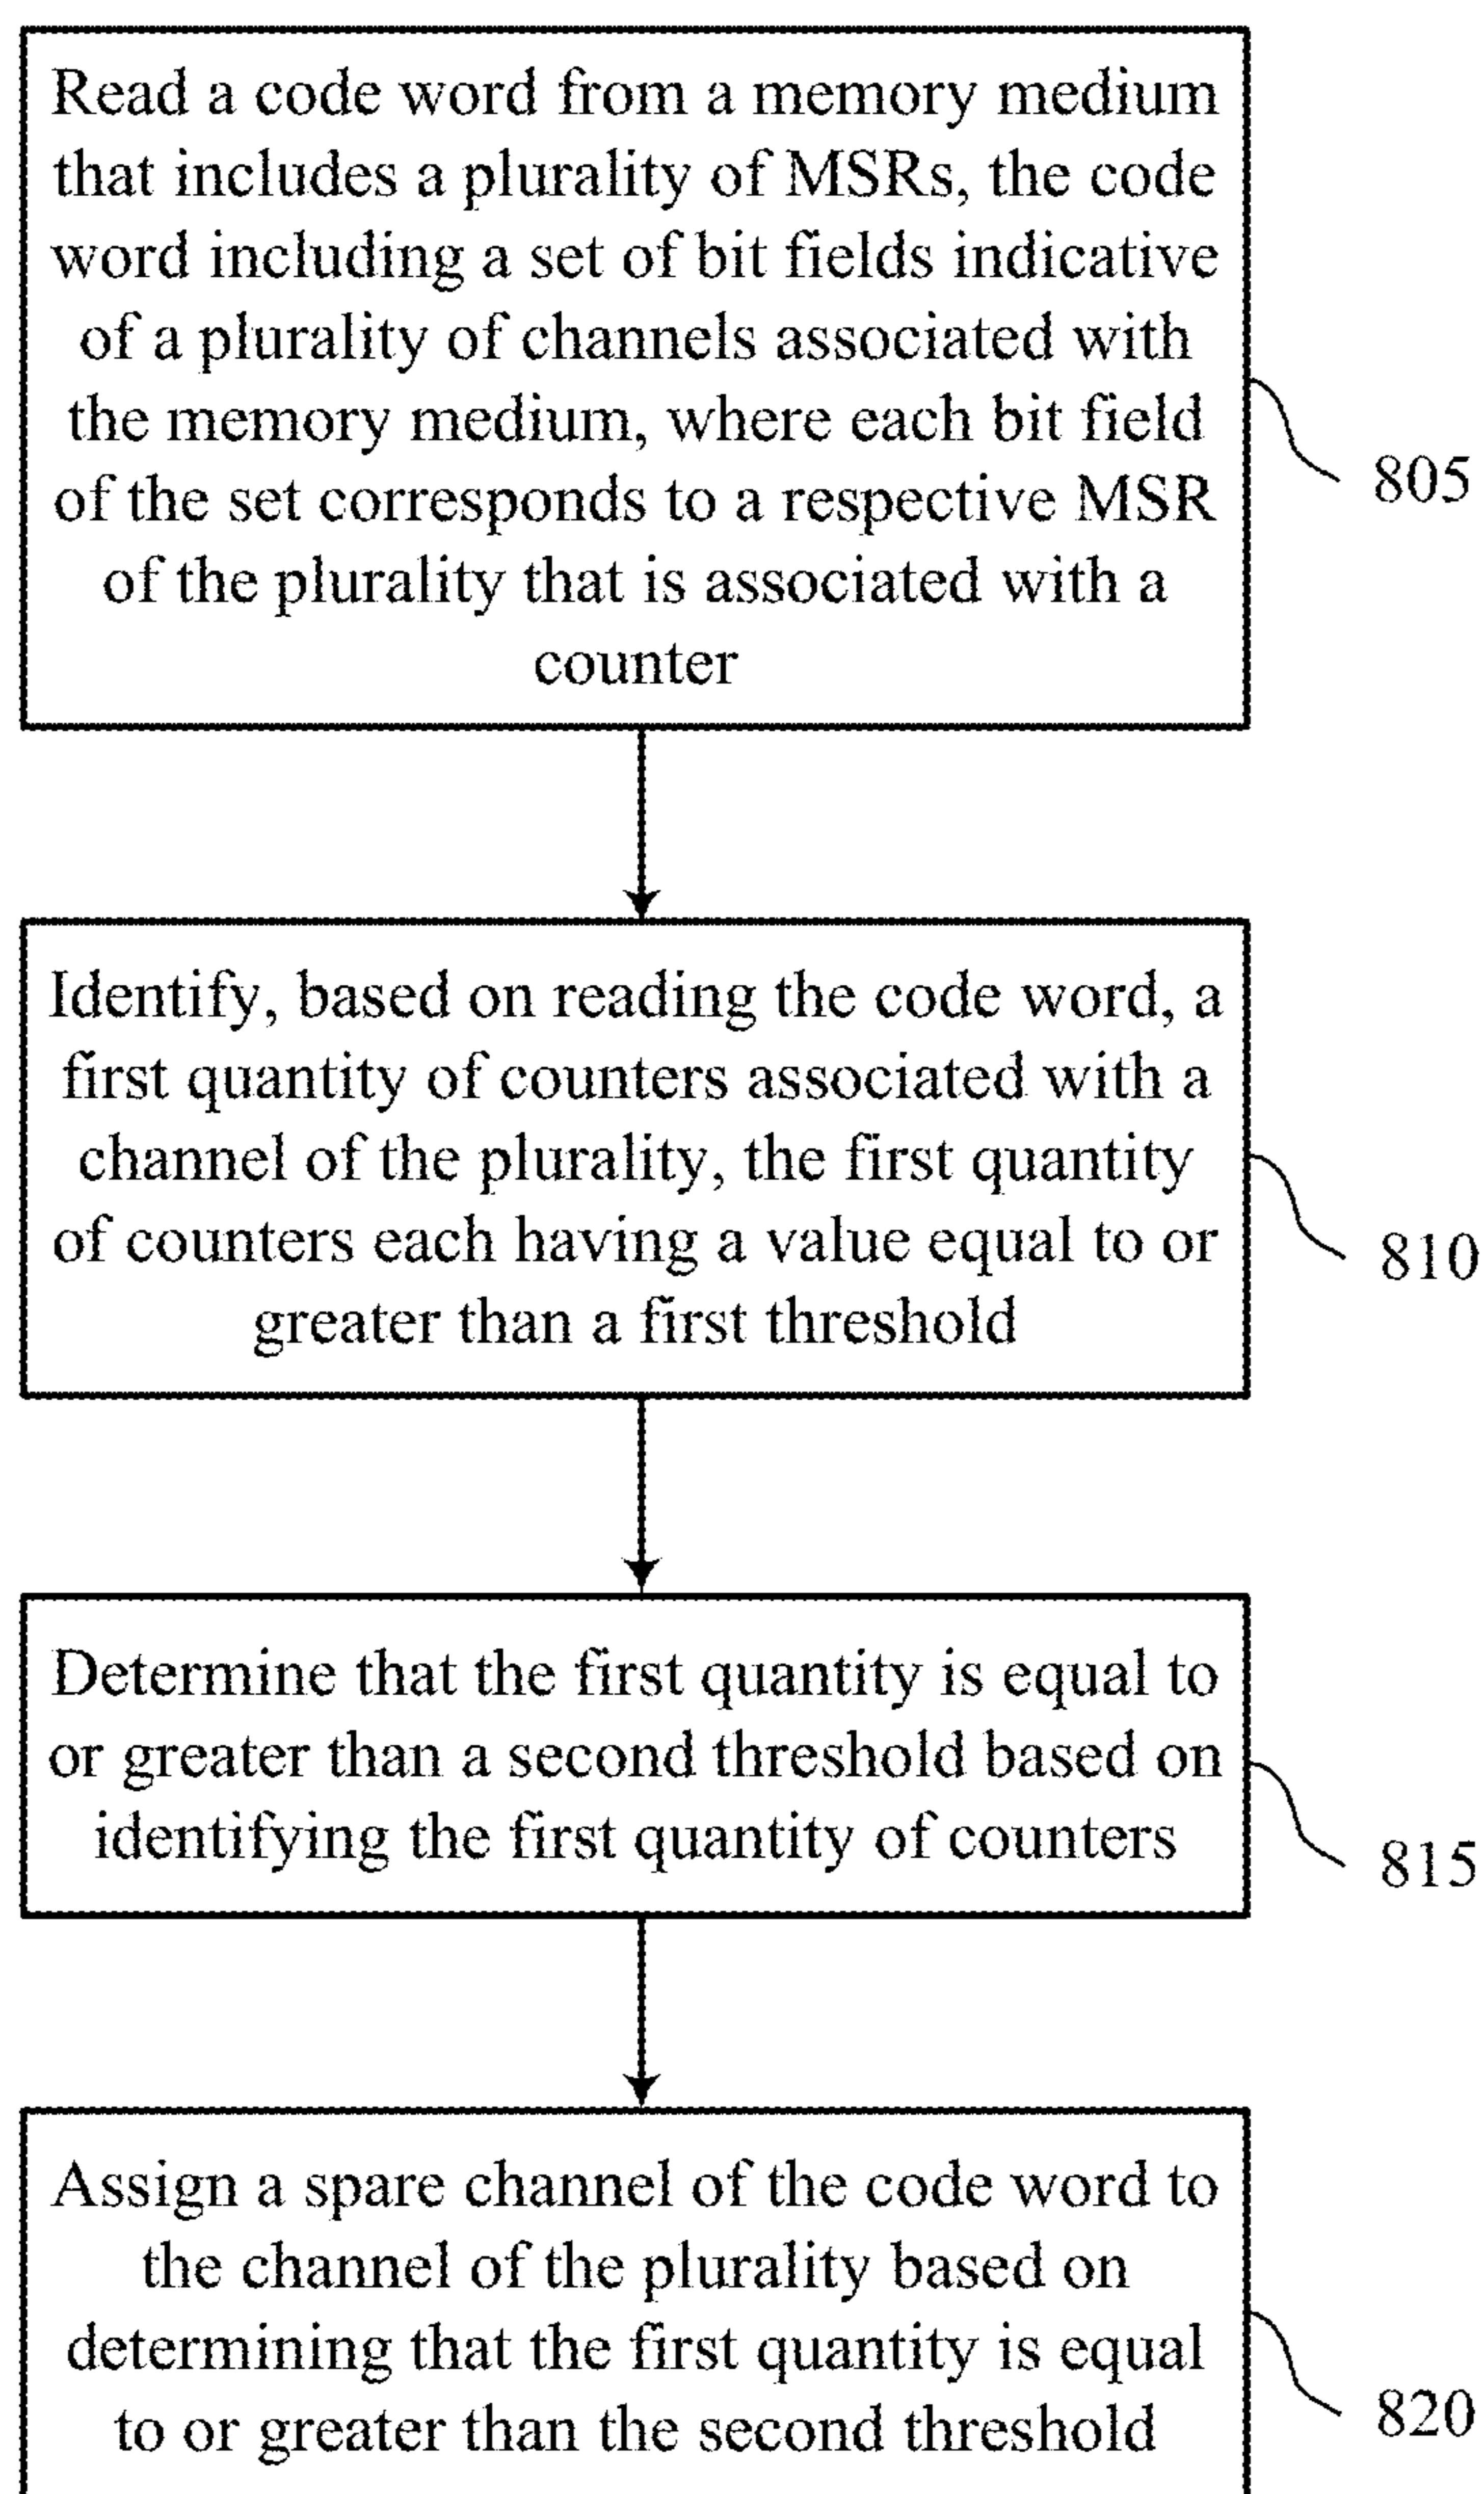 Read a code word from a memory medium
that includes a plurality of MSRs, the code
word including a set of bit fields indicative
of a plurality of channels associated with
the memory medium, where each bit field
of the set corresponds to a respective MSR
of the plurality that is associated with a
counter
805
Identify, based on reading the code word, a
first quantity of counters associated with a
channel of the plurality, the first quantity
of counters each having a value equal to or
greater than a first threshold
810
Determine that the first quantity is equal to
or greater than a second threshold based on
identifying the first quantity of counters
815
Assign a spare channel of the code word to
the channel of the plurality based on
determining that the first quantity is equal
to or greater than the second threshold
820